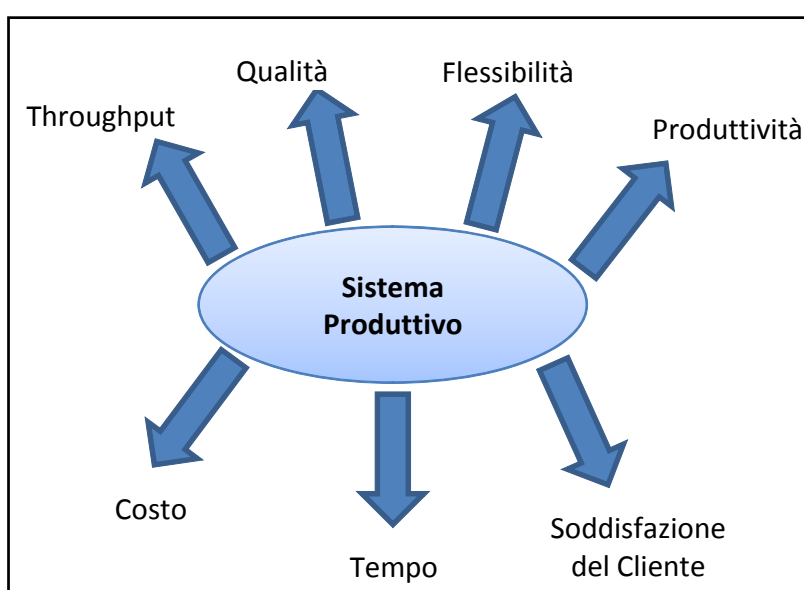 Qualità
Flessibilità
Throughput
Produttività
Sistema
Produttivo
Costo
Soddisfazione
del Cliente
Tempo